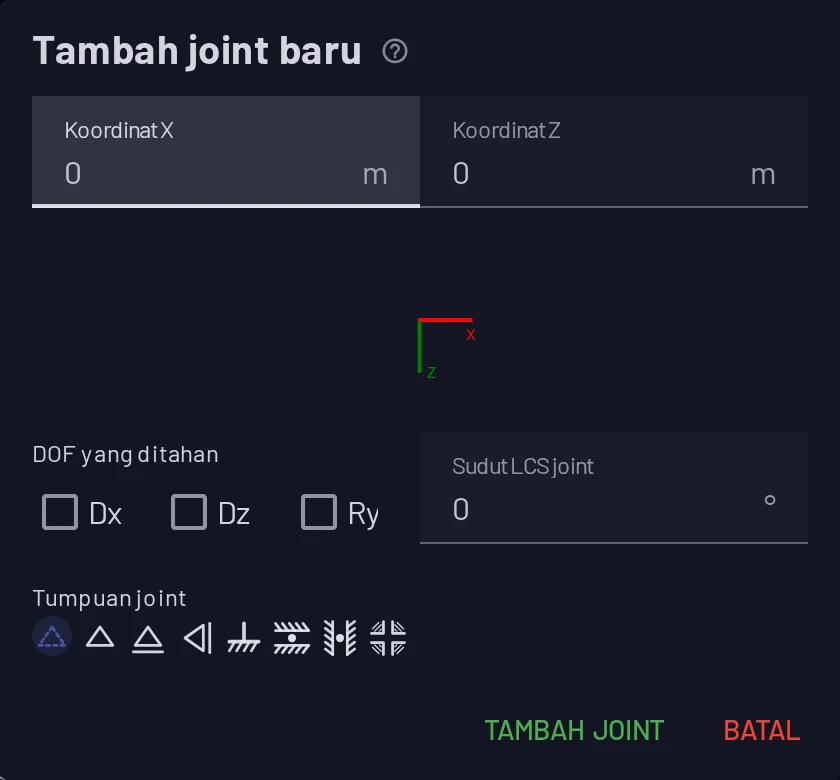 Tambah joint baru
Koordinat X
Koordinat Z
0 m
0 m
x
z
DOF yang ditahan
Sudut LCS joint
Dx
Dz
Ry
0 °
Tumpuan joint
TAMBAH JOINT
BATAL